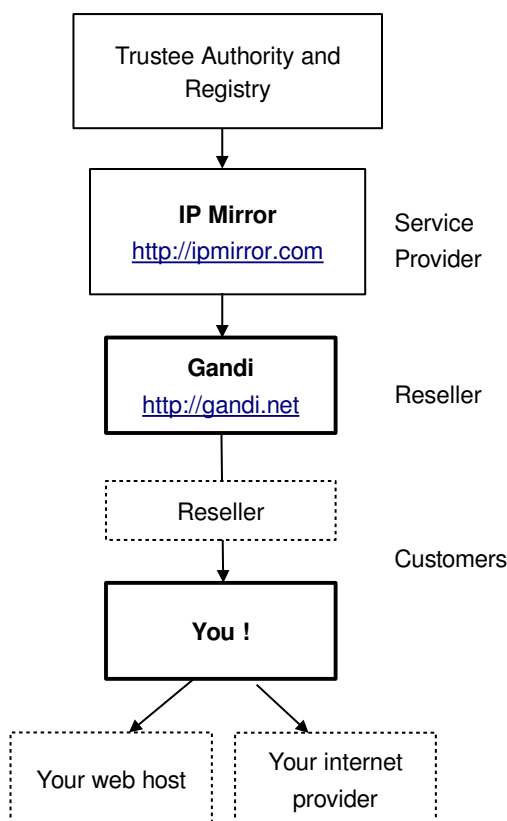 Trustee Authority and
Registry
IP Mirror
http://ipmirror.com
Service
Provider
Gandi
http://gandi.net
Reseller
Reseller
Customers
You !
Your web host
Your internet
provider